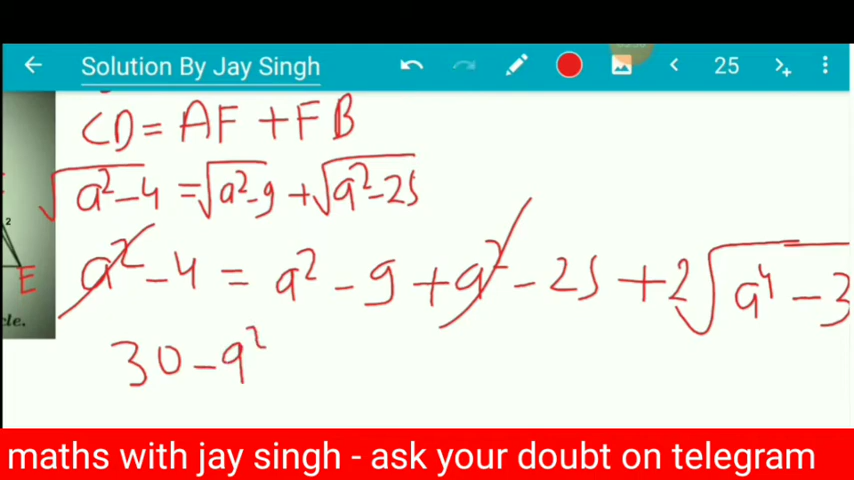 Solution By Jay Singh
25
CD = AF + FB
√a²-4 = √a²-9 + √a²-25
2
E
a² - 4 = a² - 9 + a² - 25 + 2√a⁴ - 3
cle.
30 - a²
maths with jay singh - ask your doubt on telegram